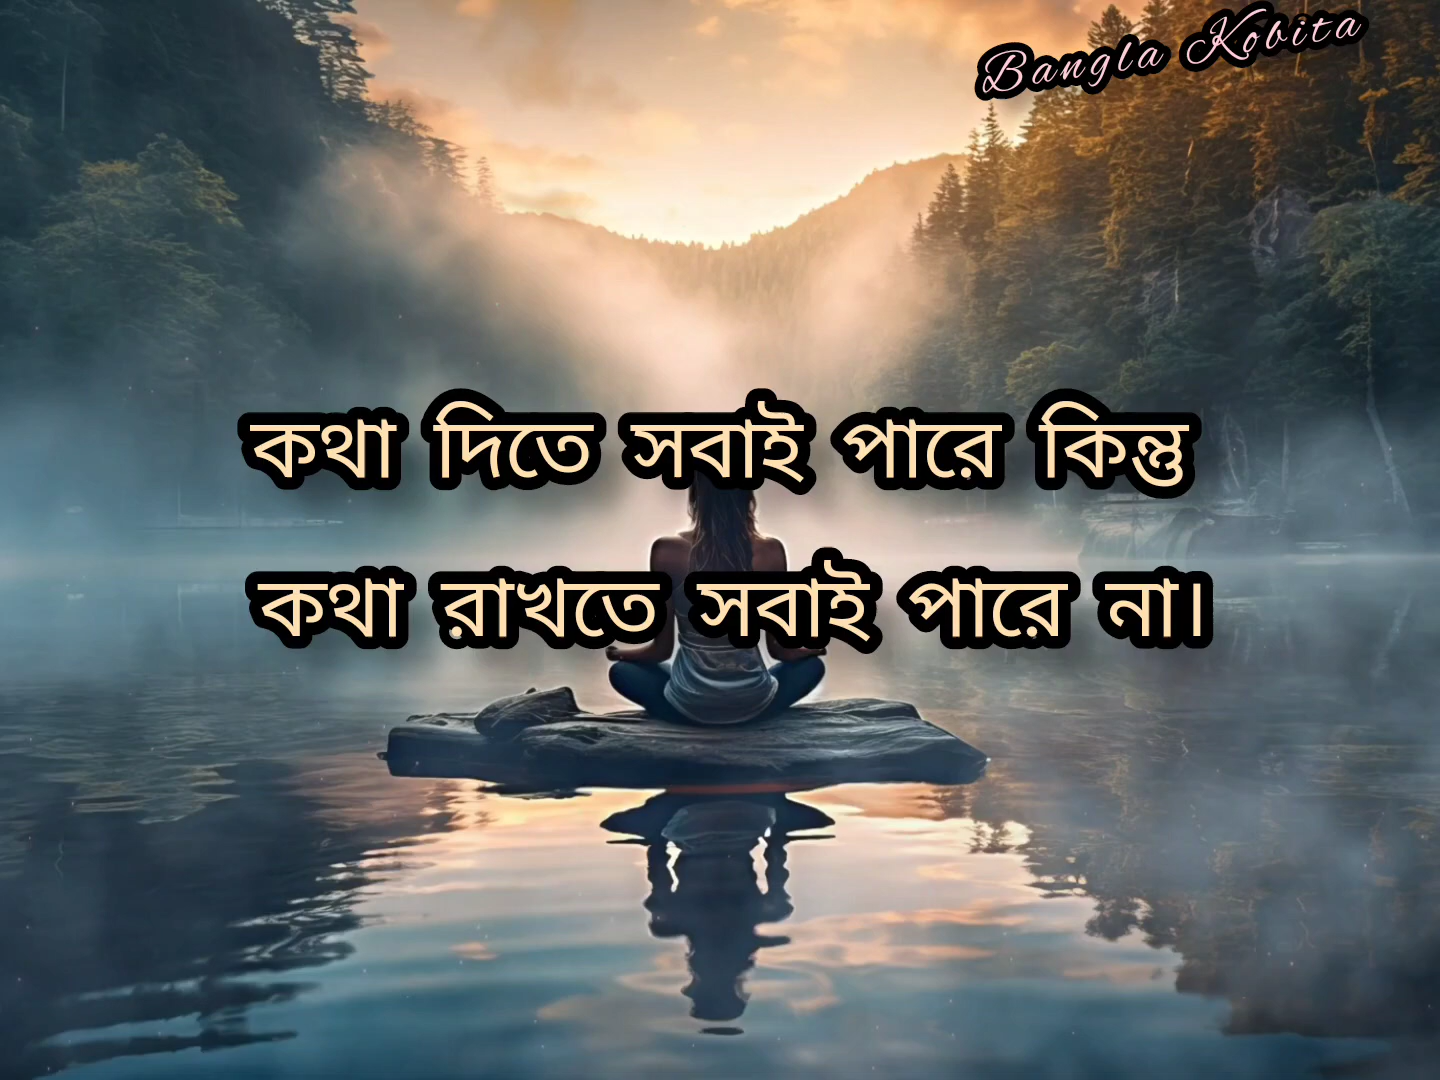 Bangla Kobita
কথা দিতে সবাই পারে কিন্তু
কথা রাখতে সবাই পারে না।